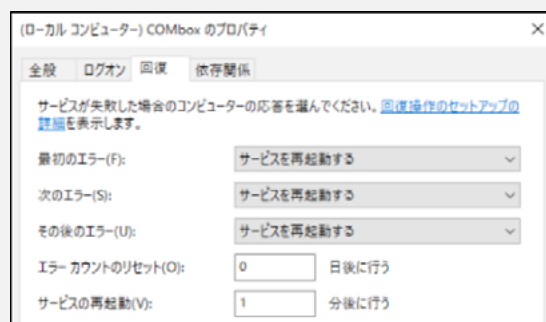 (ローカル コンピューター) COMbox のプロパティ
全般 ログオン 回復 依存関係
サービスが失敗した場合のコンピューターの応答を選んでください。回復操作のセットアップの
詳細を表示します。
最初のエラー(F): サービスを再起動する
次のエラー(S): サービスを再起動する
その後のエラー(U): サービスを再起動する
エラー カウントのリセット(O): 0 日後に行う
サービスの再起動(V): 1 分後に行う